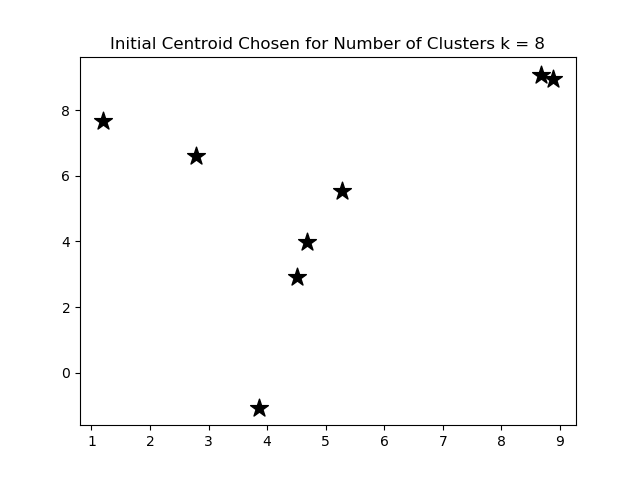 Initial Centroid Chosen for Number of Clusters k = 8
8
6
4
2
0
1 2 3 4 5 6 7 8 9